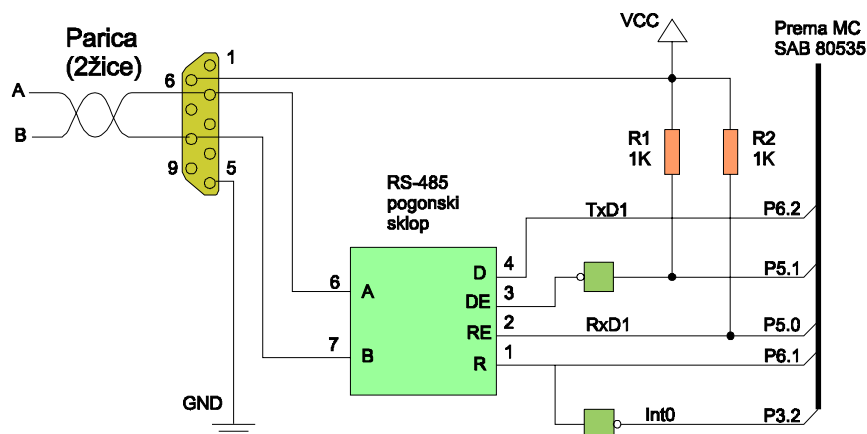 Parica
(2žice)
A
B
1
6
9
5
VCC
Prema MC
SAB 80535
R1
1K
R2
1K
RS-485
pogonski
sklop
TxD1
P6.2
D
4
6
A
DE
3
P5.1
RE
2
RxD1
P5.0
7
B
R
1
P6.1
GND
Int0
P3.2